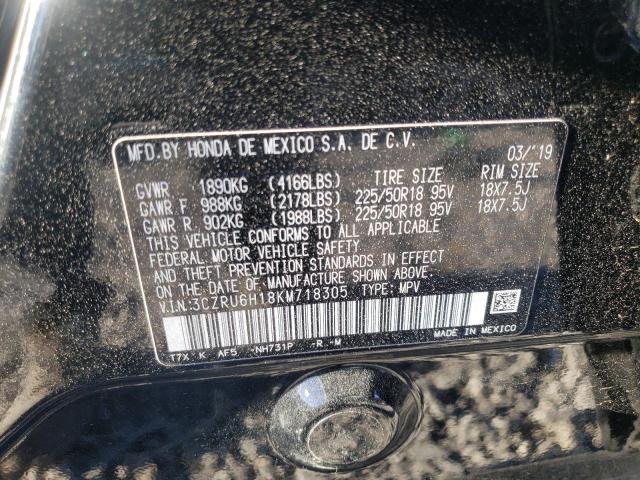 MFD.BY HONDA DE MEXICO S.A. DE C.V. 03/'19
GVWR 1890KG (4166LBS) TIRE SIZE RIM SIZE
GAWR F 988KG (2178LBS) 225/50R18 95V 18X7.5J
GAWR R 902KG (1988LBS) 225/50R18 95V 18X7.5J
THIS VEHICLE CONFORMS TO ALL APPLICABLE
FEDERAL MOTOR VEHICLE SAFETY
AND THEFT PREVENTION STANDARDS IN EFFECT
ON THE DATE OF MANUFACTURE SHOWN ABOVE.
V.I.N:3CZRU6H18KM718305 TYPE: MPV
T7X K AF5 -NH731P -R -M MADE IN MEXICO